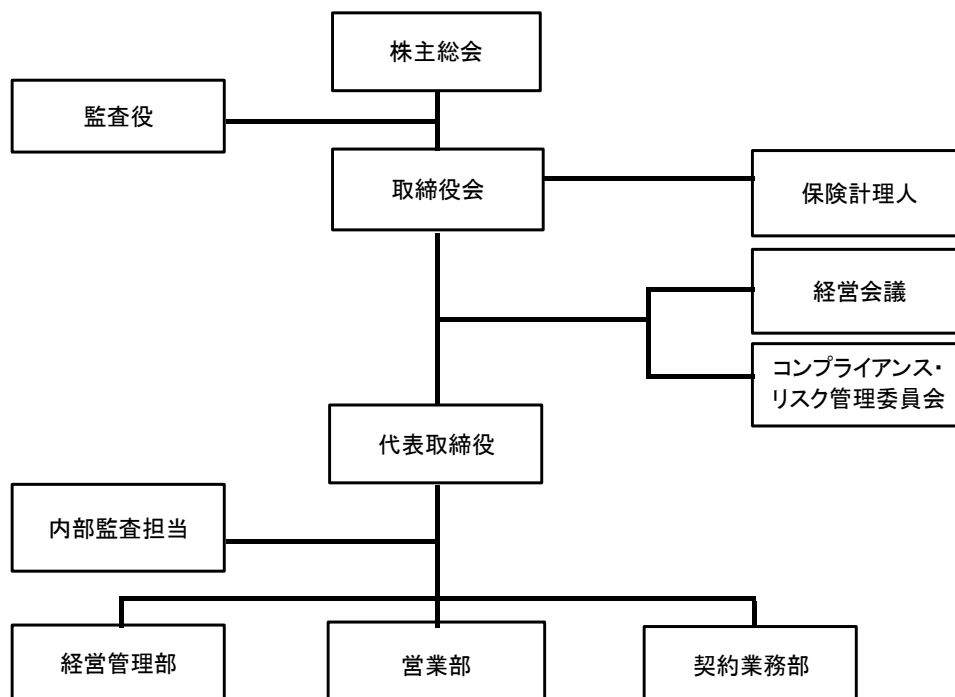 株主総会
監査役
取締役会
保険計理人
経営会議
コンプライアンス・
リスク管理委員会
代表取締役
内部監査担当
経営管理部
営業部
契約業務部